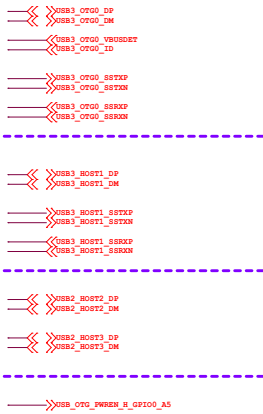 USB3_OTG0_DP
USB3_OTG0_DM
USB3_OTG0_VBUSDET
USB3_OTG0_ID
USB3_OTG0_SSTXP
USB3_OTG0_SSTXN
USB3_OTG0_SSRXP
USB3_OTG0_SSRXN
USB3_HOST1_DP
USB3_HOST1_DM
USB3_HOST1_SSTXP
USB3_HOST1_SSTXN
USB3_HOST1_SSRXP
USB3_HOST1_SSRXN
USB2_HOST2_DP
USB2_HOST2_DM
USB2_HOST3_DP
USB2_HOST3_DM
USB_OTG_PWREN_H_GPIO0_A5